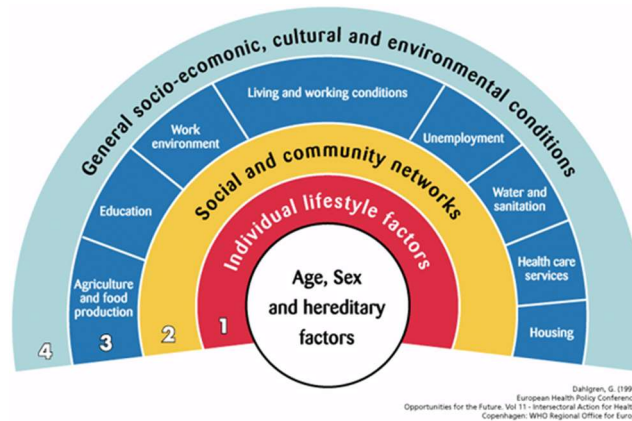 General socio-ecomonic, cultural and environmental conditions
Living and working conditions
Work
environment
Unemployment
Education
Water and
sanitation
Agriculture
and food
production
Health care
services
Housing
Social and community networks
Individual lifestyle factors
Age, Sex
and hereditary
factors
4
3
2
1
Dahlgren, G. (199
European Health Policy Conferenc
Opportunities for the Future. Vol 11 - Intersectoral Action for Healt
Copenhagen: WHO Regional Office for Euro